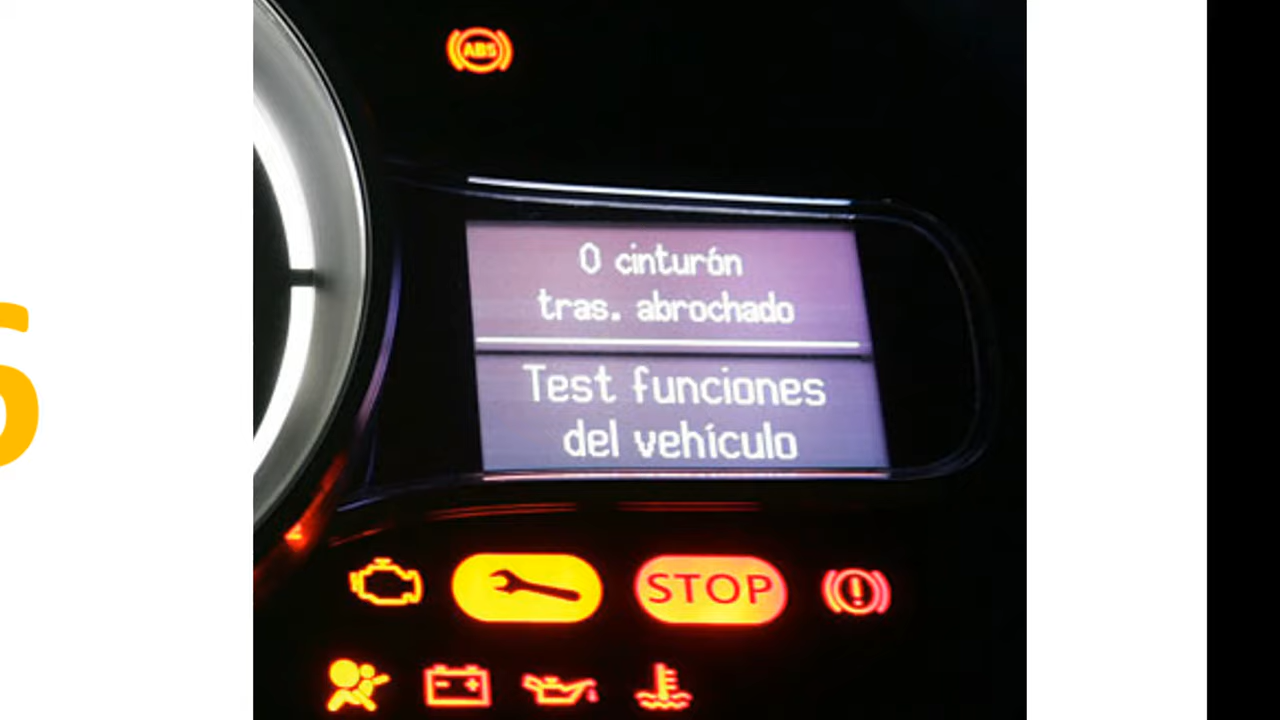 ABS
0 cinturón
tras. abrochado
Test funciones
del vehículo
STOP